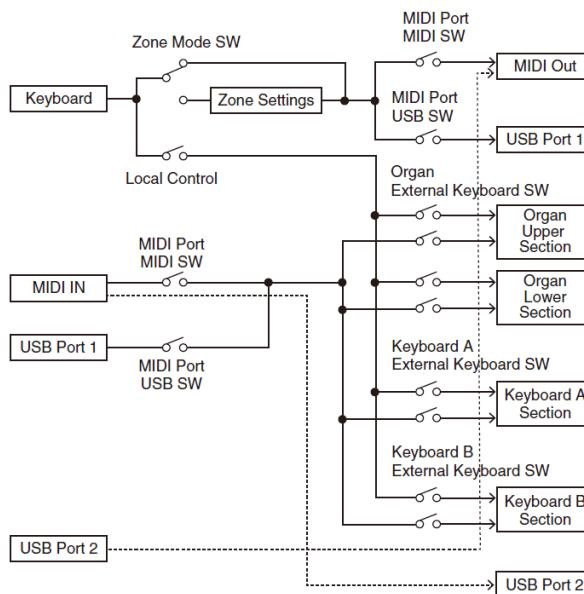 MIDI Port
MIDI SW
Zone Mode SW
MIDI Out
Keyboard
Zone Settings
MIDI Port
USB SW
USB Port 1
Local Control
Organ
External Keyboard SW
Organ
Upper
Section
MIDI Port
MIDI SW
MIDI IN
Organ
Lower
Section
USB Port 1
MIDI Port
USB SW
Keyboard A
External Keyboard SW
Keyboard A
Section
Keyboard B
External Keyboard SW
Keyboard B
Section
USB Port 2
USB Port 2